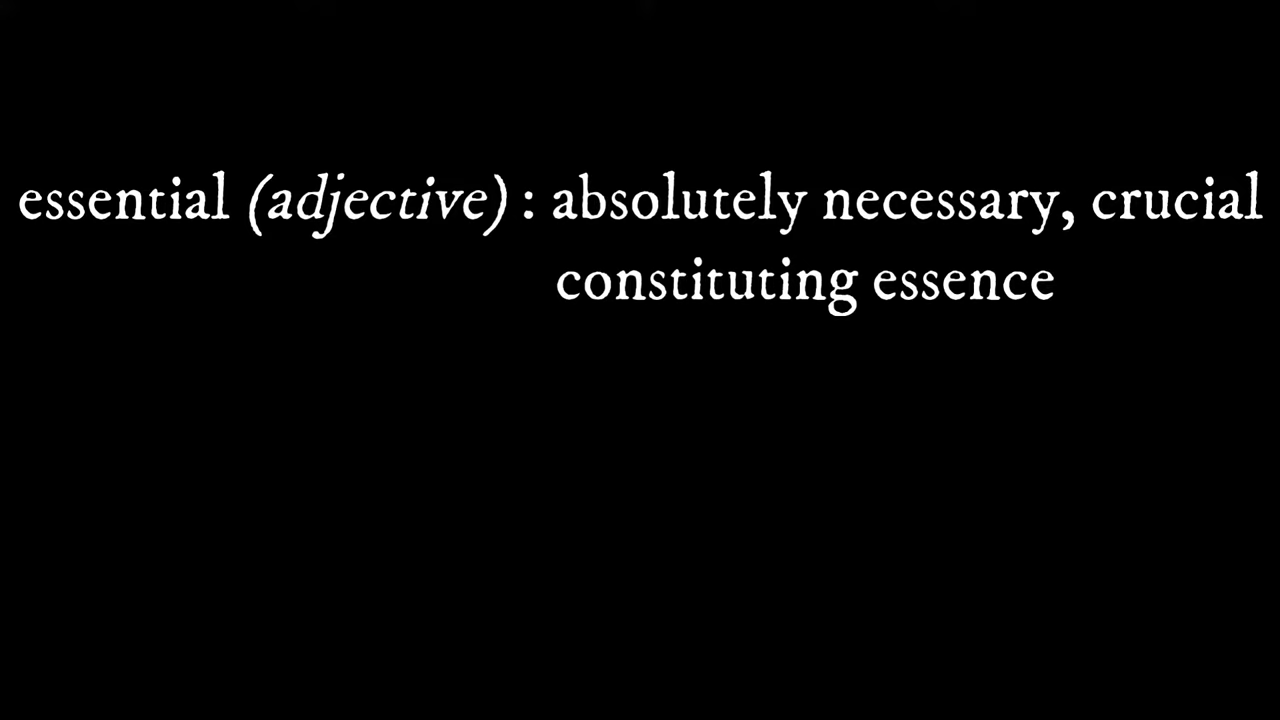 essential (adjective) : absolutely necessary, crucial
constituting essence